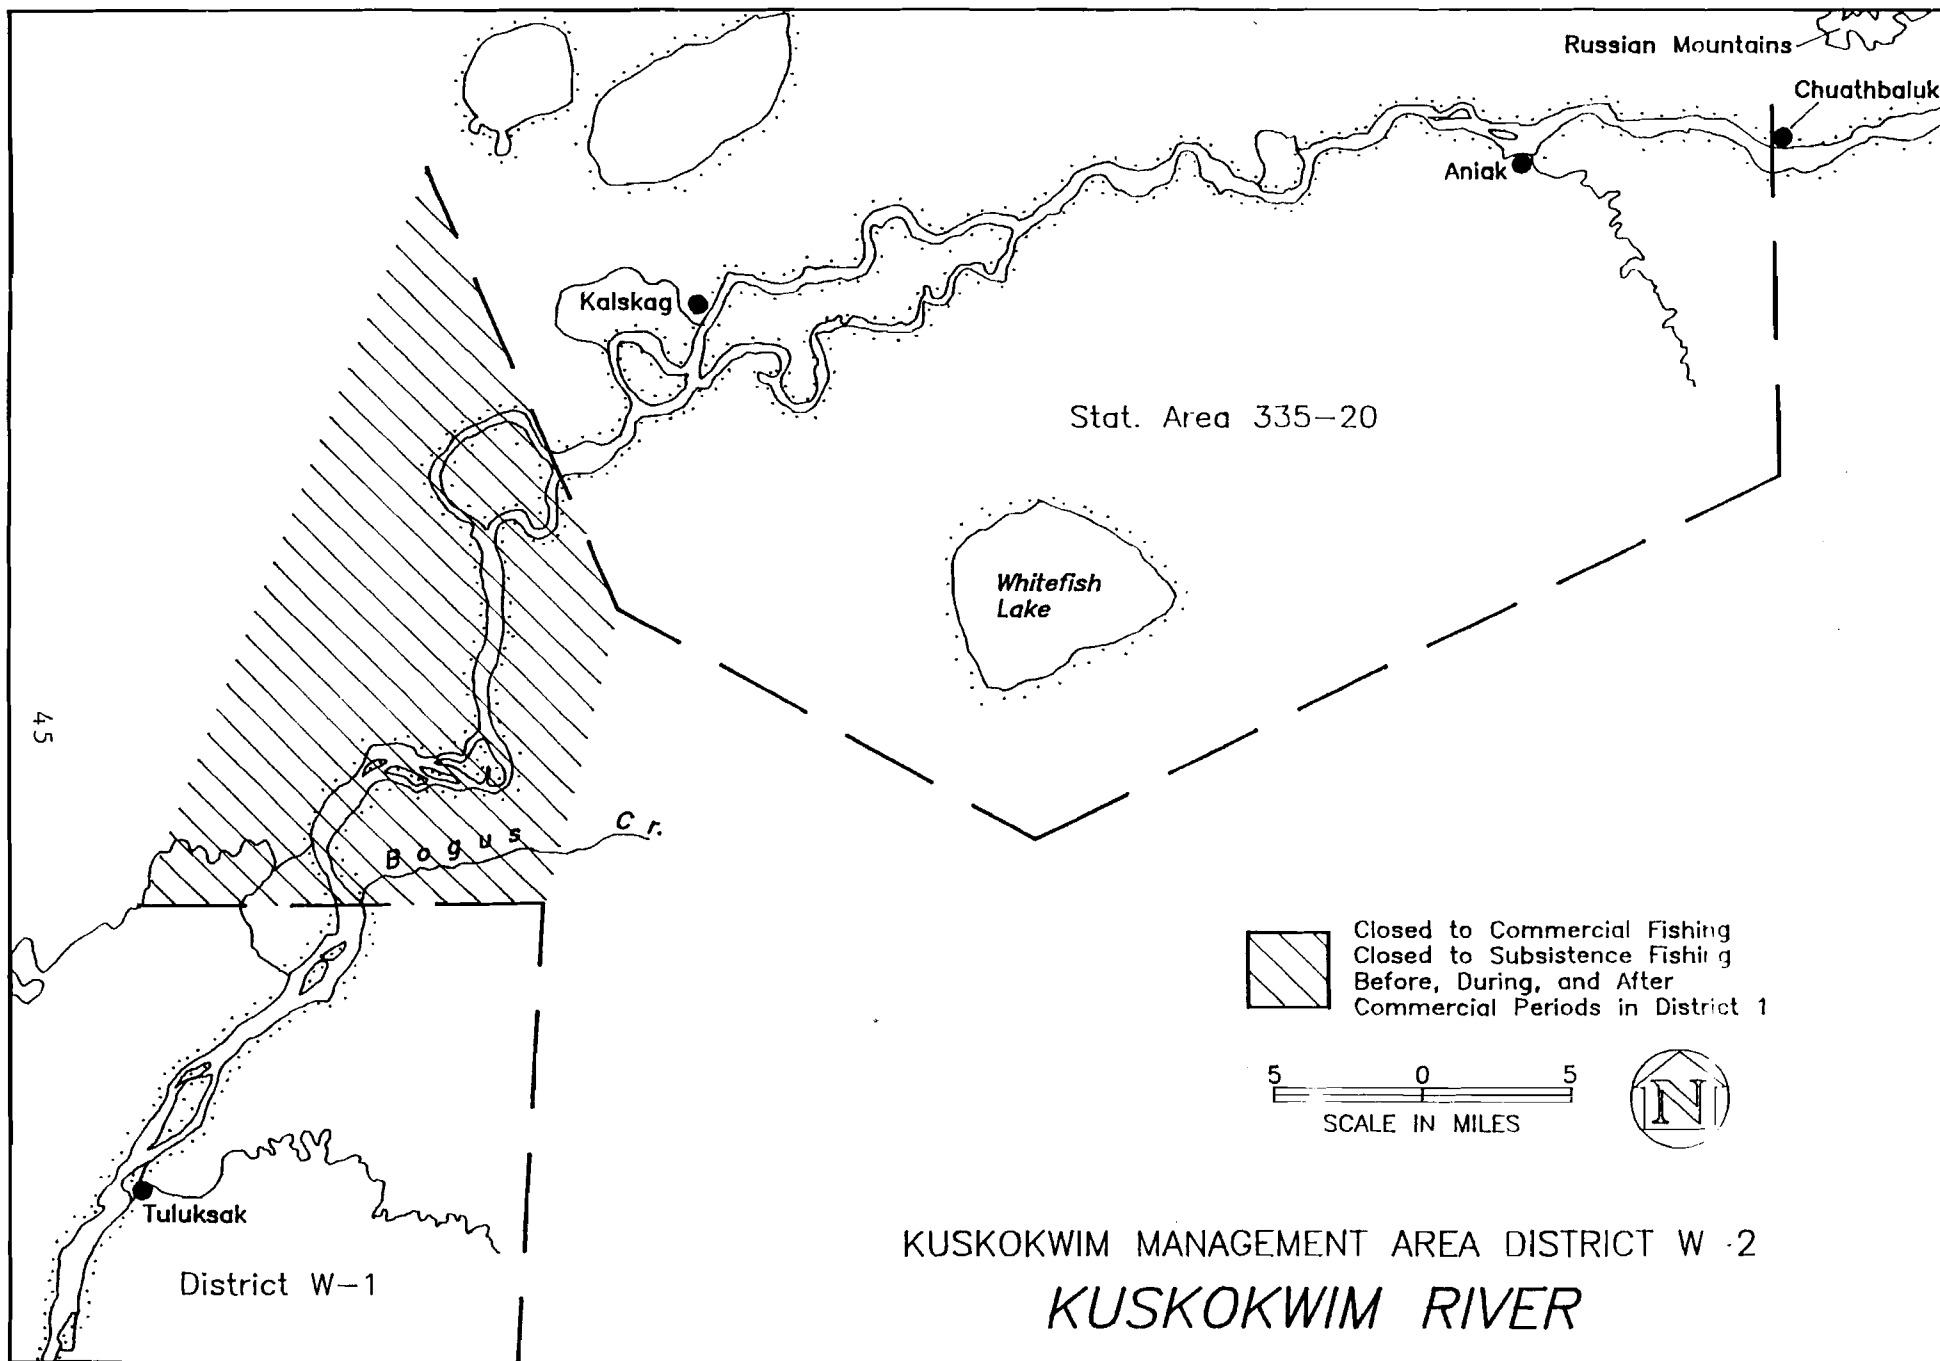 Russian Mountains
Chuathbaluk
Aniak
Kalskag
Stat. Area 335-20
Whitefish
Lake
45
Bogus Cr.
Closed to Commercial Fishing
Closed to Subsistence Fishing
Before, During, and After
Commercial Periods in District 1
5 0 5
SCALE IN MILES
N
Tuluksak
District W-1
KUSKOKWIM MANAGEMENT AREA DISTRICT W-2
KUSKOKWIM RIVER